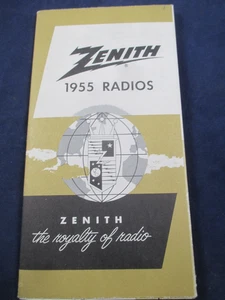 ZENITH
1955 RADIOS
ZENITH
the royalty of radio